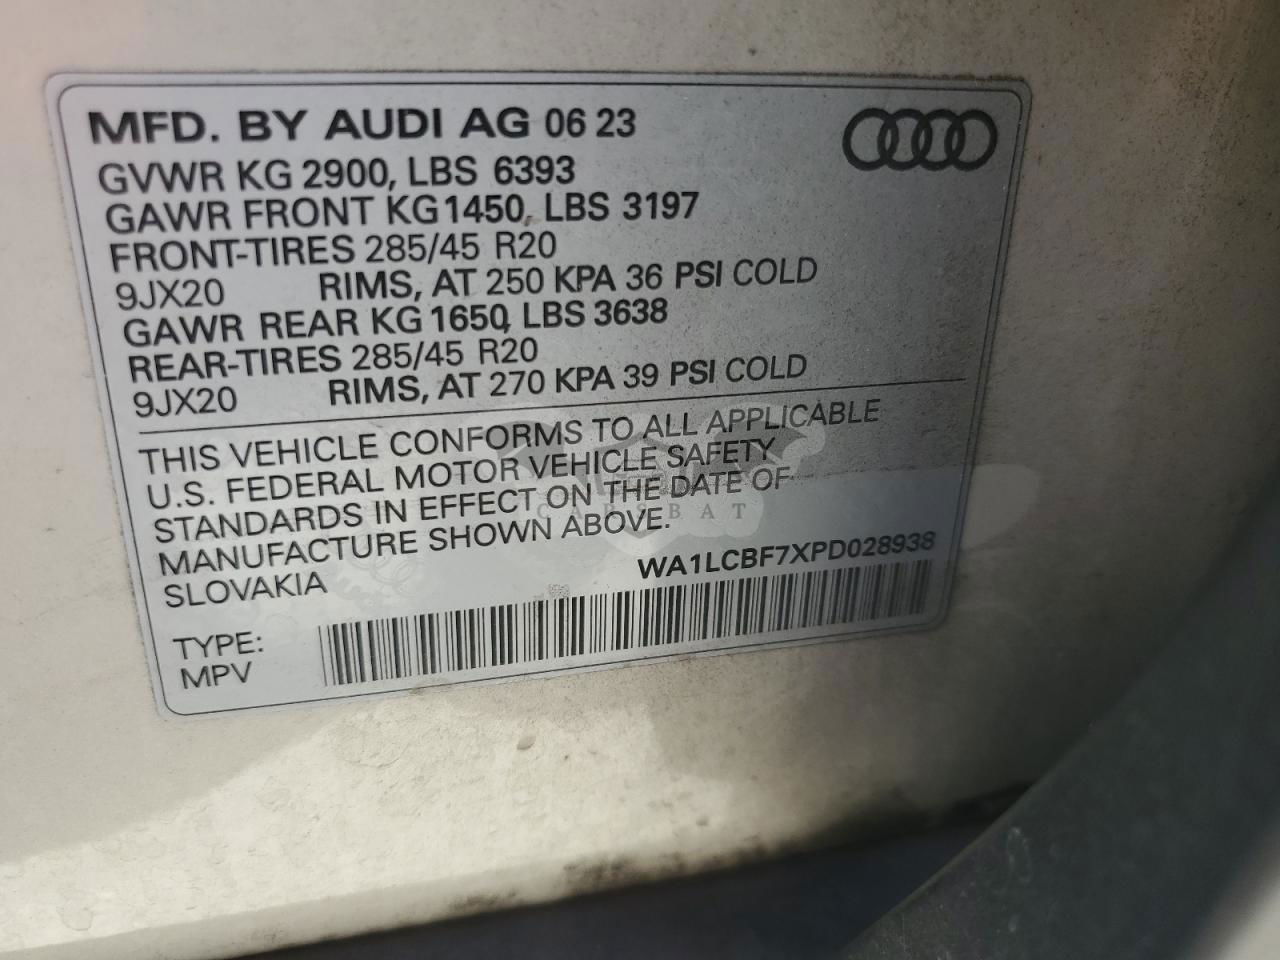 MFD. BY AUDI AG 06 23
GVWR KG 2900, LBS 6393
GAWR FRONT KG 1450, LBS 3197
FRONT-TIRES 285/45 R20
9JX20 RIMS, AT 250 KPA 36 PSI COLD
GAWR REAR KG 1650, LBS 3638
REAR-TIRES 285/45 R20
9JX20 RIMS, AT 270 KPA 39 PSI COLD
THIS VEHICLE CONFORMS TO ALL APPLICABLE
U.S. FEDERAL MOTOR VEHICLE SAFETY
STANDARDS IN EFFECT ON THE DATE OF
MANUFACTURE SHOWN ABOVE.
SLOVAKIA
WA1LCBF7XPD028938
TYPE:
MPV
CARSBAT